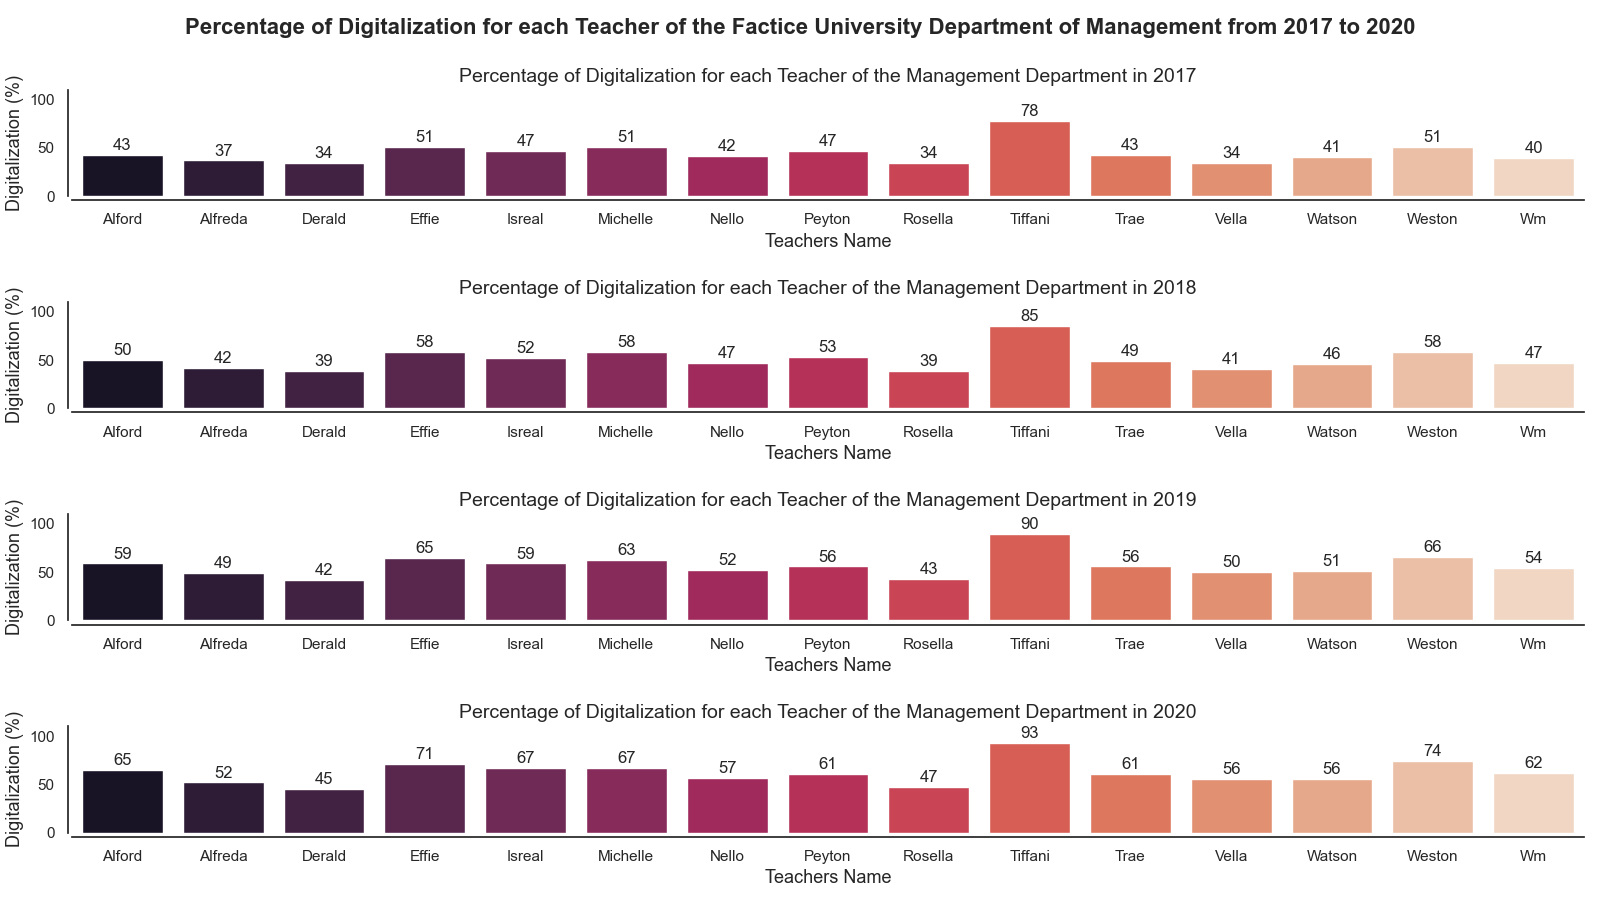 Percentage of Digitalization for each Teacher of the Factice University Department of Management from 2017 to 2020
Percentage of Digitalization for each Teacher of the Management Department in 2017
Digitalization (%)
100
50
0
43 37 34 51 47 51 42 47 34 78 43 34 41 51 40
Alford Alfreda Derald Effie Isreal Michelle Nello Peyton Rosella Tiffani Trae Vella Watson Weston Wm
Teachers Name
Percentage of Digitalization for each Teacher of the Management Department in 2018
Digitalization (%)
100
50
0
50 42 39 58 52 58 47 53 39 85 49 41 46 58 47
Alford Alfreda Derald Effie Isreal Michelle Nello Peyton Rosella Tiffani Trae Vella Watson Weston Wm
Teachers Name
Percentage of Digitalization for each Teacher of the Management Department in 2019
Digitalization (%)
100
50
0
59 49 42 65 59 63 52 56 43 90 56 50 51 66 54
Alford Alfreda Derald Effie Isreal Michelle Nello Peyton Rosella Tiffani Trae Vella Watson Weston Wm
Teachers Name
Percentage of Digitalization for each Teacher of the Management Department in 2020
Digitalization (%)
100
50
0
65 52 45 71 67 67 57 61 47 93 61 56 56 74 62
Alford Alfreda Derald Effie Isreal Michelle Nello Peyton Rosella Tiffani Trae Vella Watson Weston Wm
Teachers Name